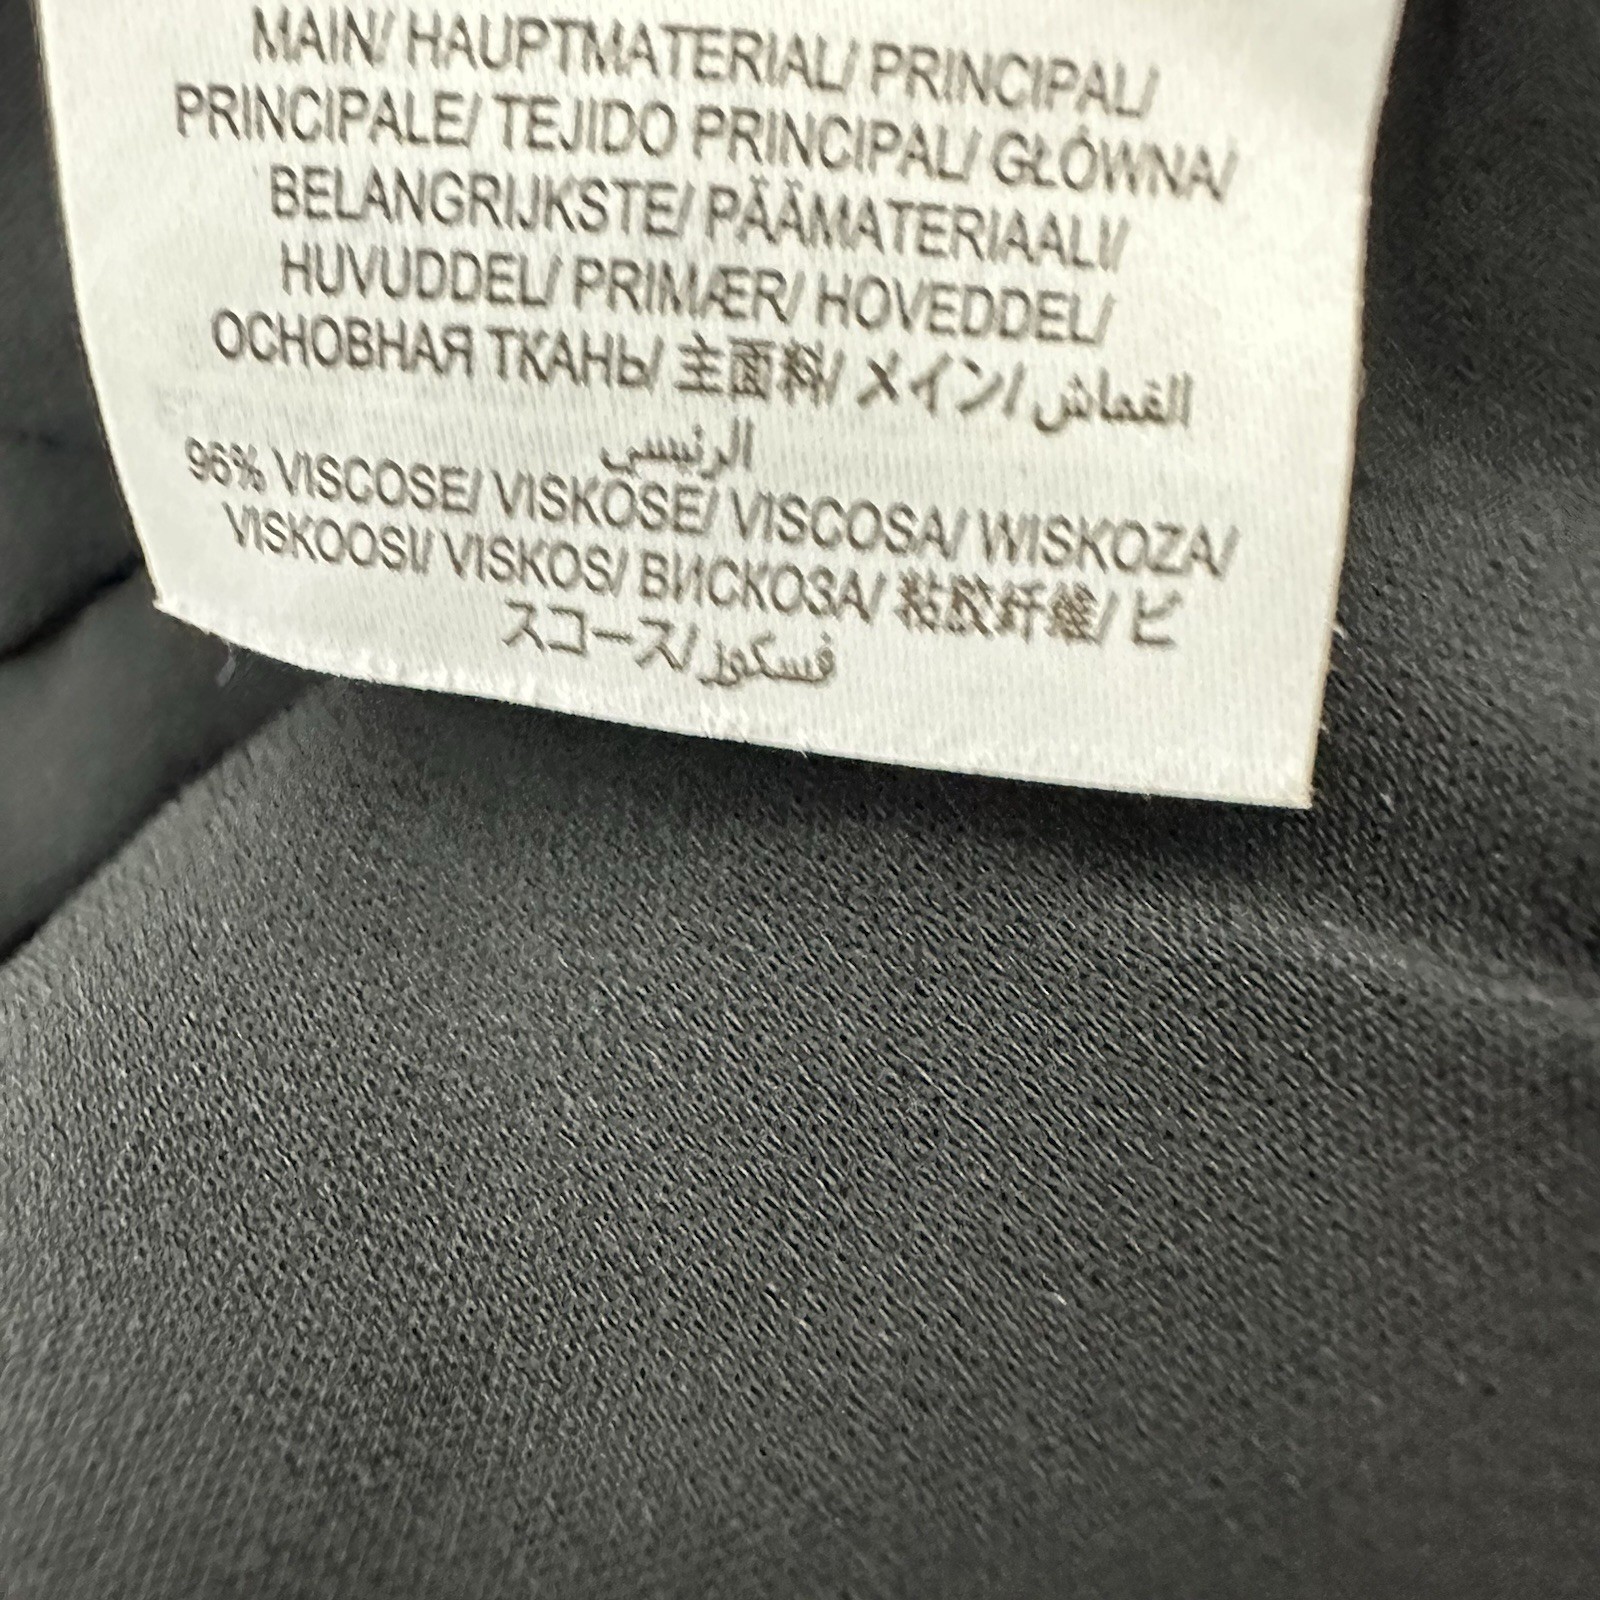 MAIN/ HAUPTMATERIAL/ PRINCIPAL/
PRINCIPALE/ TEJIDO PRINCIPAL/ GŁÓWNA/
BELANGRIJKSTE/ PÄÄMATERIAALI/
HUVUDDEL/ PRIMÆR/ HOVEDDEL/
ОСНОВНАЯ ТКАНЬ/ 主面料/ メイン/ القماش
الرئيسي
96% VISCOSE/ VISKOSE/ VISCOSA/ WISKOZA/
VISKOOSI/ VISKOS/ ВИСКОЗА/ 粘胶纤维/ ビ
スコース/ فسكوز